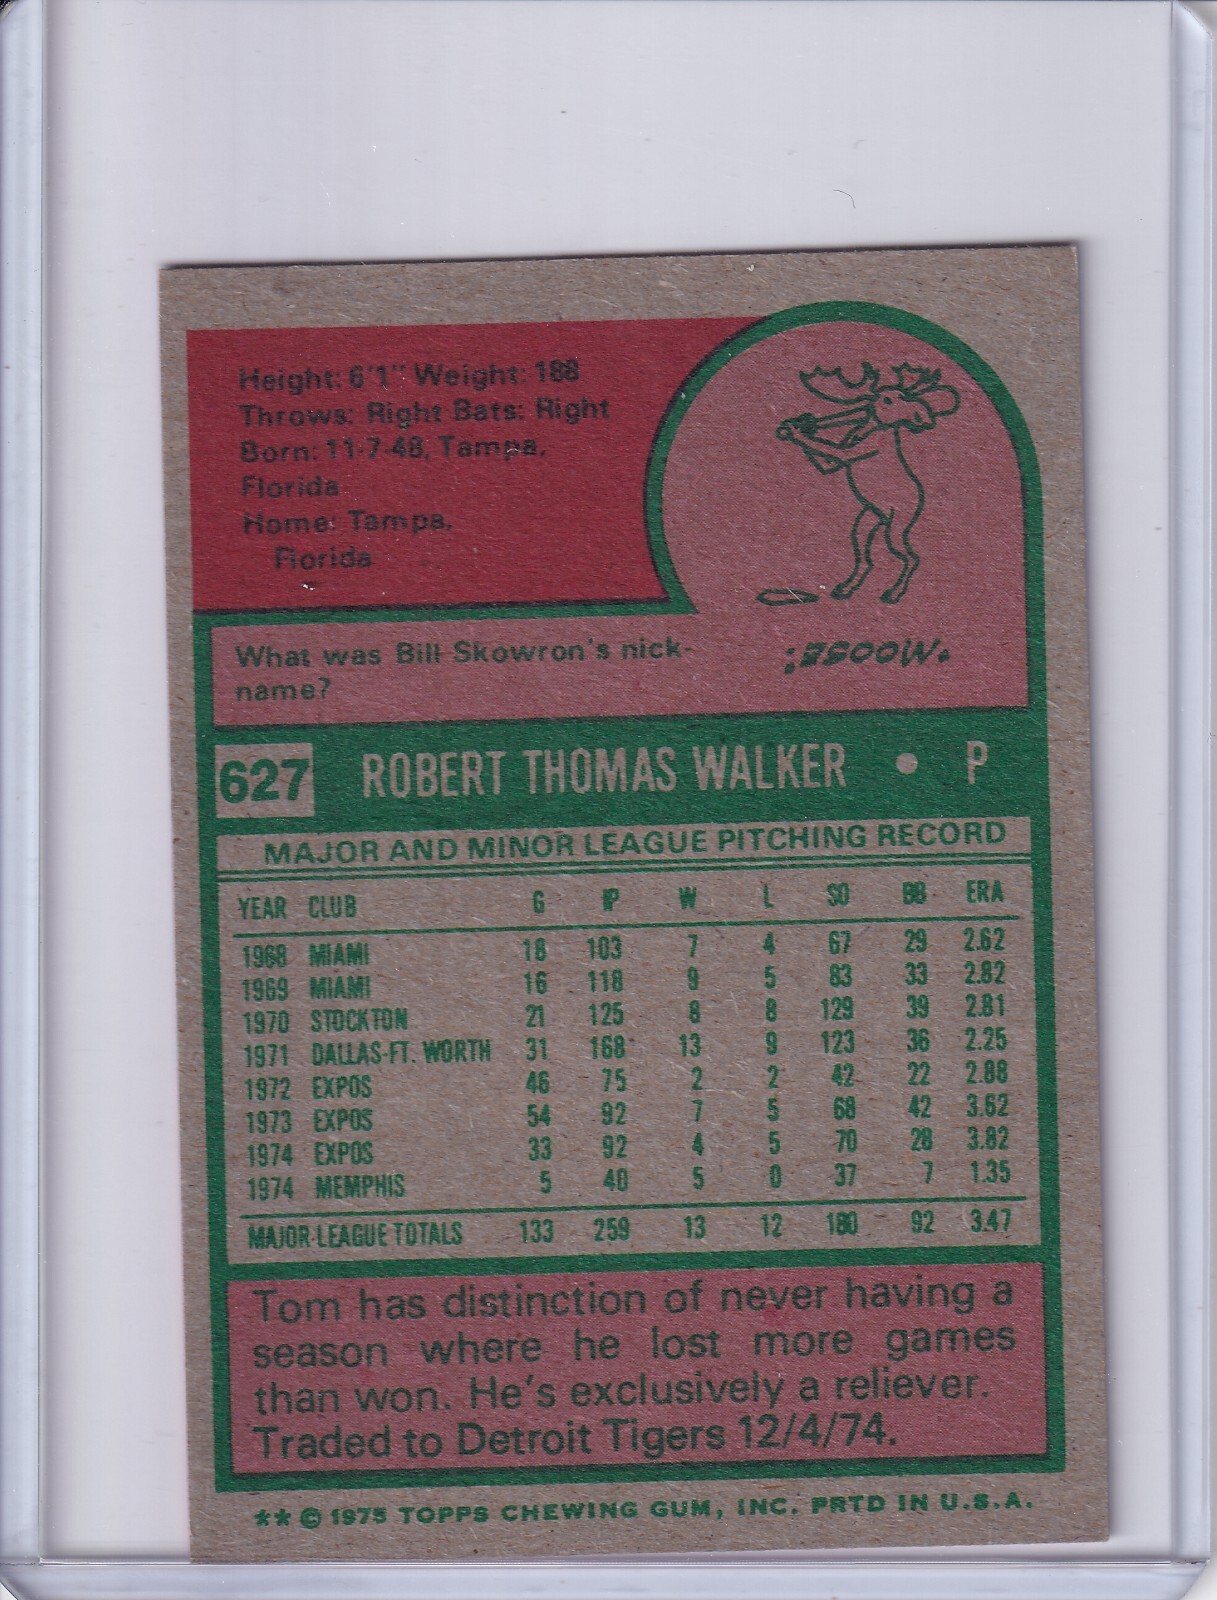 Height: 6'1" Weight: 188
Throws: Right Bats: Right
Born: 11-7-48, Tampa,
Florida
Home: Tampa,
Florida
What was Bill Skowron's nick-
name?
"MOOSE."
627 ROBERT THOMAS WALKER • P
MAJOR AND MINOR LEAGUE PITCHING RECORD
YEAR CLUB G IP W L SO BB ERA
1968 MIAMI 18 103 7 4 67 29 2.62
1969 MIAMI 16 118 9 5 83 33 2.82
1970 STOCKTON 21 125 8 8 129 39 2.81
1971 DALLAS-FT. WORTH 31 168 13 9 123 36 2.25
1972 EXPOS 46 75 2 2 42 22 2.88
1973 EXPOS 54 92 7 5 68 42 3.62
1974 EXPOS 33 92 4 5 70 28 3.82
1974 MEMPHIS 5 40 5 0 37 7 1.35
MAJOR LEAGUE TOTALS 133 259 13 12 180 92 3.47
Tom has distinction of never having a
season where he lost more games
than won. He's exclusively a reliever.
Traded to Detroit Tigers 12/4/74.
** © 1975 TOPPS CHEWING GUM, INC. PRTD IN U.S.A.